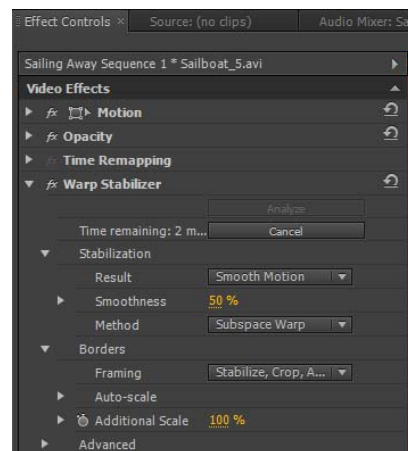 Effect Controls × Source: (no clips) Audio Mixer: Sa
Sailing Away Sequence 1 * Sailboat_5.avi
Video Effects
fx Motion
fx Opacity
fx Time Remapping
fx Warp Stabilizer
Analyze
Time remaining: 2 m... Cancel
Stabilization
Result Smooth Motion
Smoothness 50 %
Method Subspace Warp
Borders
Framing Stabilize, Crop, A...
Auto-scale
Additional Scale 100 %
Advanced